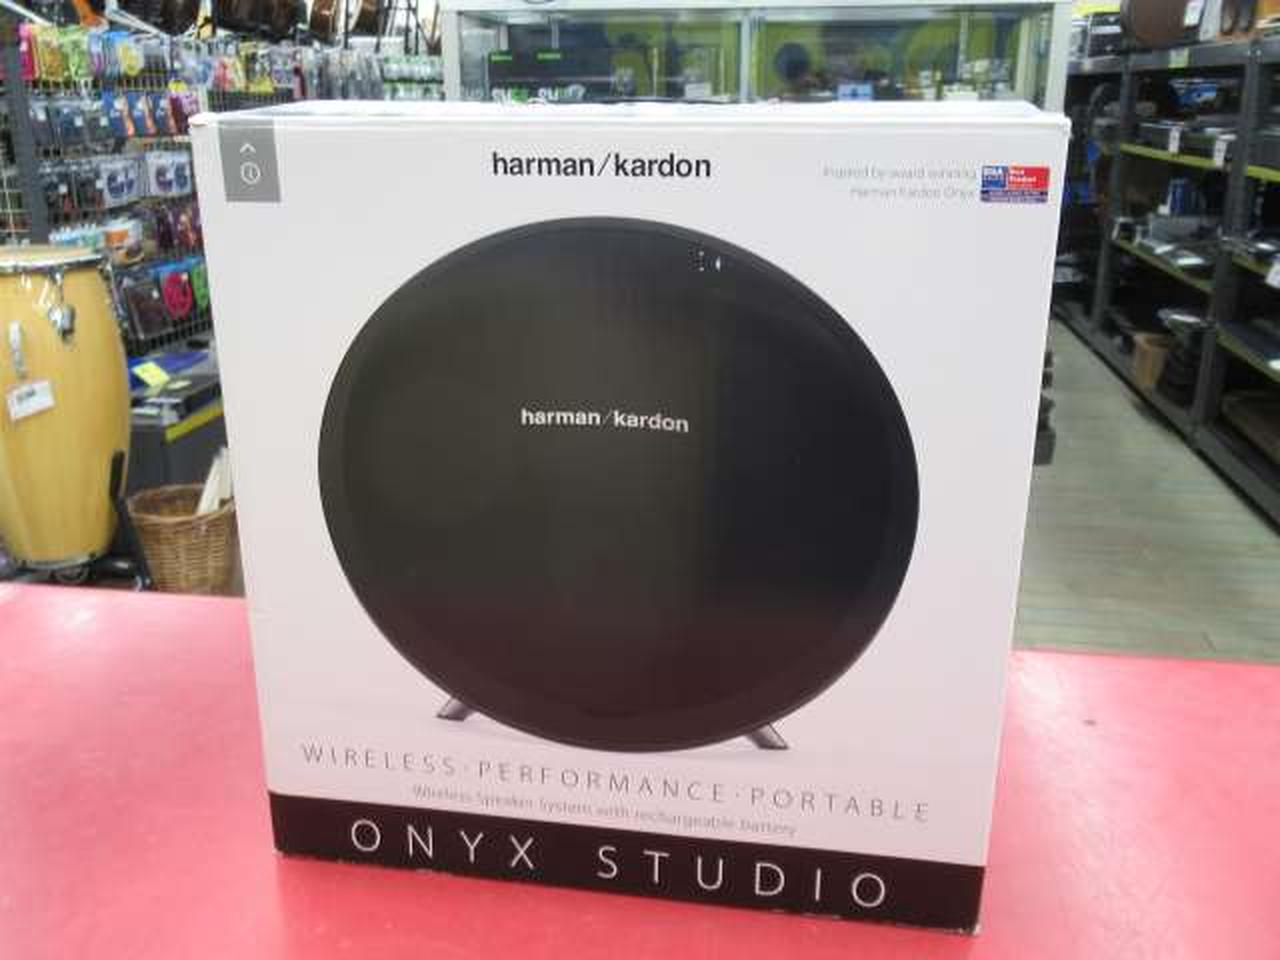 harman/kardon
Inspired by award winning
Harman Kardon Onyx
harman/kardon
WIRELESS·PERFORMANCE·PORTABLE
Wireless Speaker System with rechargeable battery
ONYX STUDIO